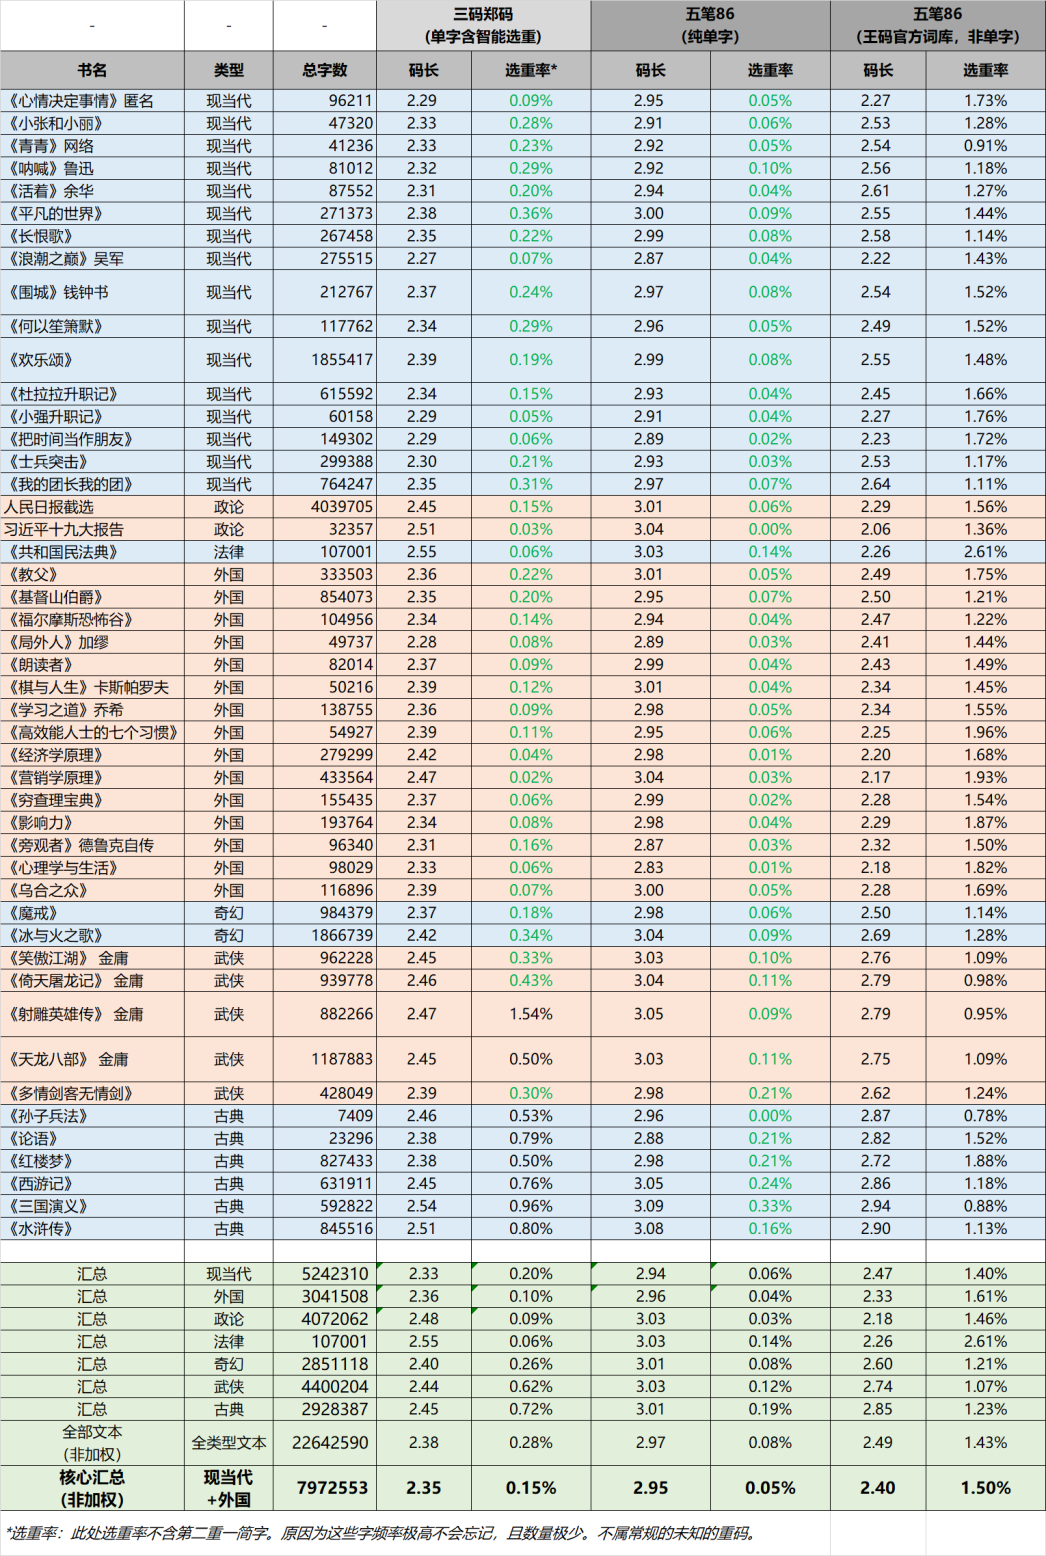 - - - 三码郑码 五笔86 五笔86
(单字含智能选重) (纯单字) (王码官方词库，非单字)
书名 类型 总字数 码长 选重率* 码长 选重率 码长 选重率
《心情决定事情》匿名 现当代 96211 2.29 0.09% 2.95 0.05% 2.27 1.73%
《小张和小丽》 现当代 47320 2.33 0.28% 2.91 0.06% 2.53 1.28%
《青青》网络 现当代 41236 2.33 0.23% 2.92 0.05% 2.54 0.91%
《呐喊》鲁迅 现当代 81012 2.32 0.29% 2.92 0.10% 2.56 1.18%
《活着》余华 现当代 87552 2.31 0.20% 2.94 0.04% 2.61 1.27%
《平凡的世界》 现当代 271373 2.38 0.36% 3.00 0.09% 2.55 1.44%
《长恨歌》 现当代 267458 2.35 0.22% 2.99 0.08% 2.58 1.14%
《浪潮之巅》吴军 现当代 275515 2.27 0.07% 2.87 0.04% 2.22 1.43%
《围城》钱钟书 现当代 212767 2.37 0.24% 2.97 0.08% 2.54 1.52%
《何以笙箫默》 现当代 117762 2.34 0.29% 2.96 0.05% 2.49 1.52%
《欢乐颂》 现当代 1855417 2.39 0.19% 2.99 0.08% 2.55 1.48%
《杜拉拉升职记》 现当代 615592 2.34 0.15% 2.93 0.04% 2.45 1.66%
《小强升职记》 现当代 60158 2.29 0.05% 2.91 0.04% 2.27 1.76%
《把时间当作朋友》 现当代 149302 2.29 0.06% 2.89 0.02% 2.23 1.72%
《士兵突击》 现当代 299388 2.30 0.21% 2.93 0.03% 2.53 1.17%
《我的团长我的团》 现当代 764247 2.35 0.31% 2.97 0.07% 2.64 1.11%
人民日报截选 政论 4039705 2.45 0.15% 3.01 0.06% 2.29 1.56%
习近平十九大报告 政论 32357 2.51 0.03% 3.04 0.00% 2.06 1.36%
《共和国民法典》 法律 107001 2.55 0.06% 3.03 0.14% 2.26 2.61%
《教父》 外国 333503 2.36 0.22% 3.01 0.05% 2.49 1.75%
《基督山伯爵》 外国 854073 2.35 0.20% 2.95 0.07% 2.50 1.21%
《福尔摩斯恐怖谷》 外国 104956 2.34 0.14% 2.94 0.04% 2.47 1.22%
《局外人》加缪 外国 49737 2.28 0.08% 2.89 0.03% 2.41 1.44%
《朗读者》 外国 82014 2.37 0.09% 2.99 0.04% 2.43 1.49%
《棋与人生》卡斯帕罗夫 外国 50216 2.39 0.12% 3.01 0.04% 2.34 1.45%
《学习之道》乔希 外国 138755 2.36 0.09% 2.98 0.05% 2.34 1.55%
《高效能人士的七个习惯》 外国 54927 2.39 0.11% 2.95 0.06% 2.25 1.96%
《经济学原理》 外国 279299 2.42 0.04% 2.98 0.01% 2.20 1.68%
《营销学原理》 外国 433564 2.47 0.02% 3.04 0.03% 2.17 1.93%
《穷查理宝典》 外国 155435 2.37 0.06% 2.99 0.02% 2.28 1.54%
《影响力》 外国 193764 2.34 0.08% 2.98 0.04% 2.29 1.87%
《旁观者》德鲁克自传 外国 96340 2.31 0.16% 2.87 0.03% 2.32 1.50%
《心理学与生活》 外国 98029 2.33 0.06% 2.83 0.01% 2.18 1.82%
《乌合之众》 外国 116896 2.39 0.07% 3.00 0.05% 2.28 1.69%
《魔戒》 奇幻 984379 2.37 0.18% 2.98 0.06% 2.50 1.14%
《冰与火之歌》 奇幻 1866739 2.42 0.34% 3.04 0.09% 2.69 1.28%
《笑傲江湖》 金庸 武侠 962228 2.45 0.33% 3.03 0.10% 2.76 1.09%
《倚天屠龙记》 金庸 武侠 939778 2.46 0.43% 3.04 0.11% 2.79 0.98%
《射雕英雄传》 金庸 武侠 882266 2.47 1.54% 3.05 0.09% 2.79 0.95%
《天龙八部》 金庸 武侠 1187883 2.45 0.50% 3.03 0.11% 2.75 1.09%
《多情剑客无情剑》 武侠 428049 2.39 0.30% 2.98 0.21% 2.62 1.24%
《孙子兵法》 古典 7409 2.46 0.53% 2.96 0.00% 2.87 0.78%
《论语》 古典 23296 2.38 0.79% 2.88 0.21% 2.82 1.52%
《红楼梦》 古典 827433 2.38 0.50% 2.98 0.21% 2.72 1.88%
《西游记》 古典 631911 2.45 0.76% 3.05 0.24% 2.86 1.18%
《三国演义》 古典 592822 2.54 0.96% 3.09 0.33% 2.94 0.88%
《水浒传》 古典 845516 2.51 0.80% 3.08 0.16% 2.90 1.13%
汇总 现当代 5242310 2.33 0.20% 2.94 0.06% 2.47 1.40%
汇总 外国 3041508 2.36 0.10% 2.96 0.04% 2.33 1.61%
汇总 政论 4072062 2.48 0.09% 3.03 0.03% 2.18 1.46%
汇总 法律 107001 2.55 0.06% 3.03 0.14% 2.26 2.61%
汇总 奇幻 2851118 2.40 0.26% 3.01 0.08% 2.60 1.21%
汇总 武侠 4400204 2.44 0.62% 3.03 0.12% 2.74 1.07%
汇总 古典 2928387 2.45 0.72% 3.01 0.19% 2.85 1.23%
全部文本
(非加权) 全类型文本 22642590 2.38 0.28% 2.97 0.08% 2.49 1.43%
核心汇总 现当代
(非加权) +外国 7972553 2.35 0.15% 2.95 0.05% 2.40 1.50%
*选重率：此处选重率不含第二重一简字。原因为这些字频率极高不会忘记，且数量极少。不属常规的未知的重码。